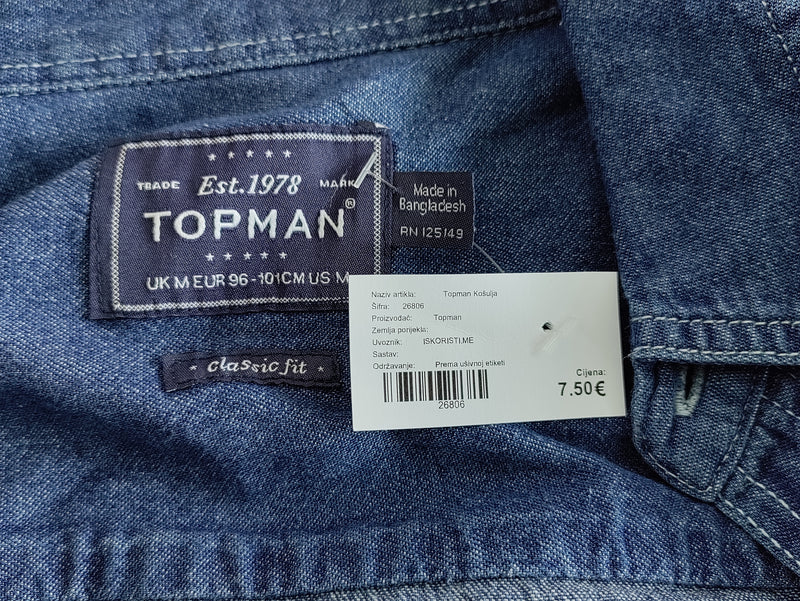 TRADE Est.1978 MARK
TOPMAN®
UK M EUR 96-101CM US M
Made in
Bangladesh
RN 125149
classic fit
Naziv artikla: Topman Košulja
Šifra: 26806
Proizvođač: Topman
Zemlja porijekla:
Uvoznik: ISKORISTI.ME
Sastav:
Održavanje: Prema ušivnoj etiketi
26806
Cijena:
7.50€